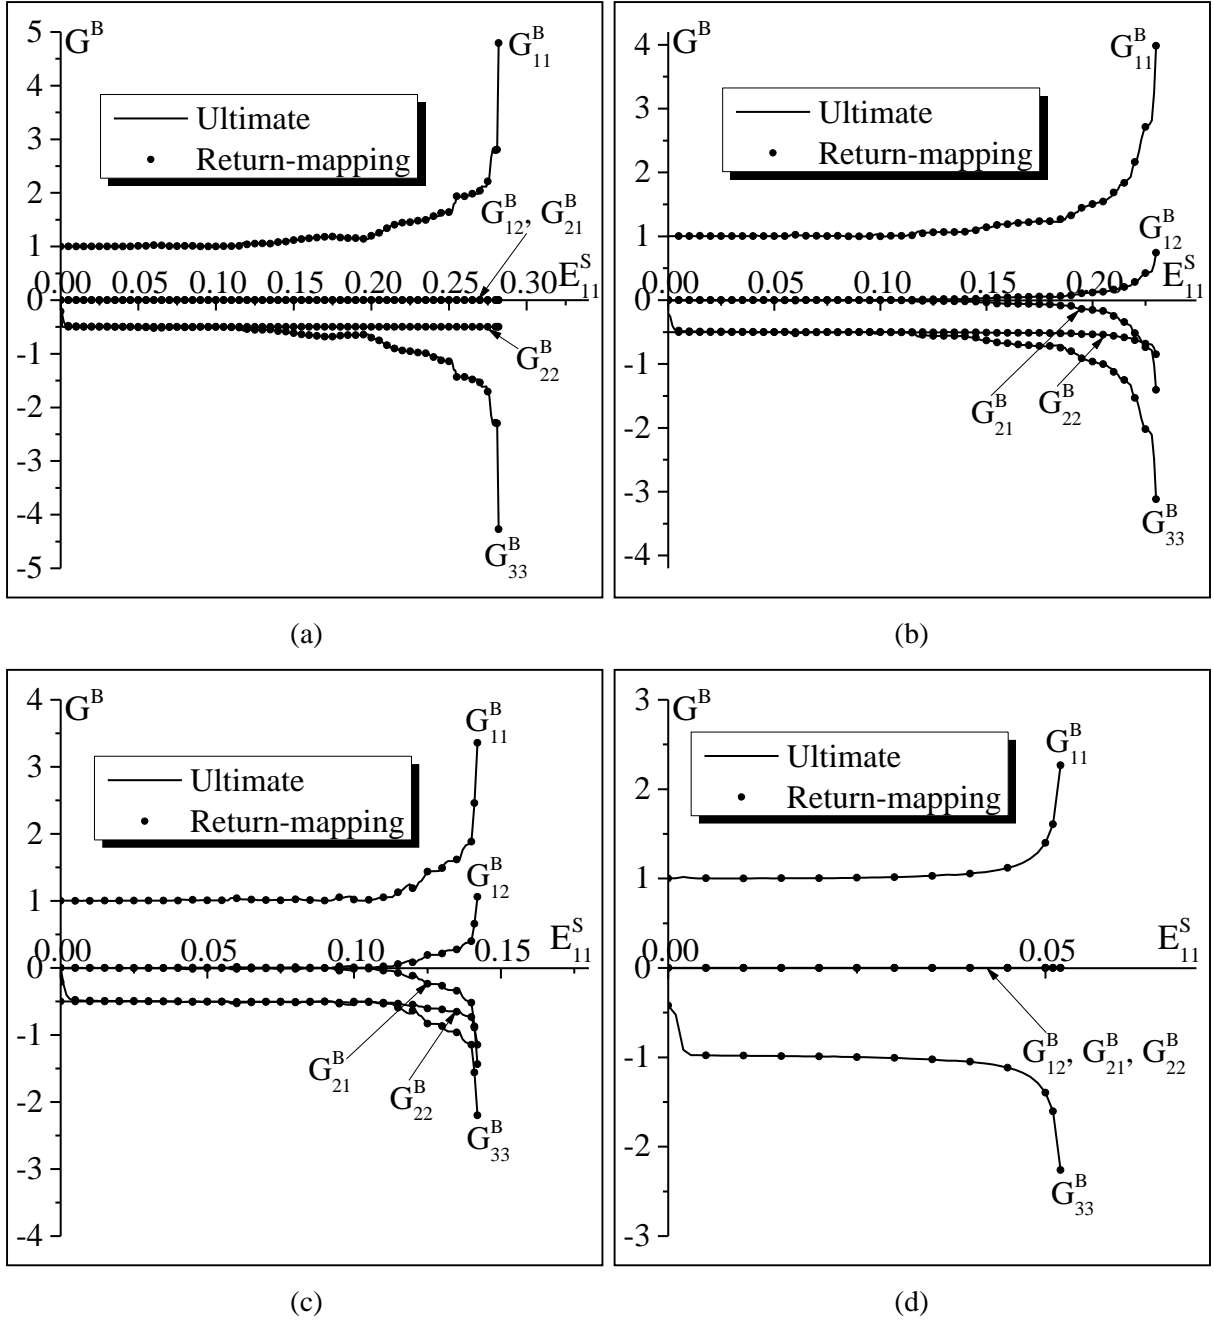 G^B
5
4
3
2
1
0
-1
-2
-3
-4
-5
0.00 0.05 0.10 0.15 0.20 0.25 0.30 E^S_11
Ultimate
Return-mapping
G^B_11
G^B_12, G^B_21
G^B_22
G^B_33
(a)
G^B
4
3
2
1
0
-1
-2
-3
-4
0.00 0.05 0.10 0.15 0.20 E^S_11
Ultimate
Return-mapping
G^B_11
G^B_12
G^B_21
G^B_22
G^B_33
(b)
G^B
4
3
2
1
0
-1
-2
-3
-4
0.00 0.05 0.10 0.15 E^S_11
Ultimate
Return-mapping
G^B_11
G^B_12
G^B_21
G^B_22
G^B_33
(c)
G^B
3
2
1
0
-1
-2
-3
0.00 0.05 E^S_11
Ultimate
Return-mapping
G^B_11
G^B_12, G^B_21, G^B_22
G^B_33
(d)